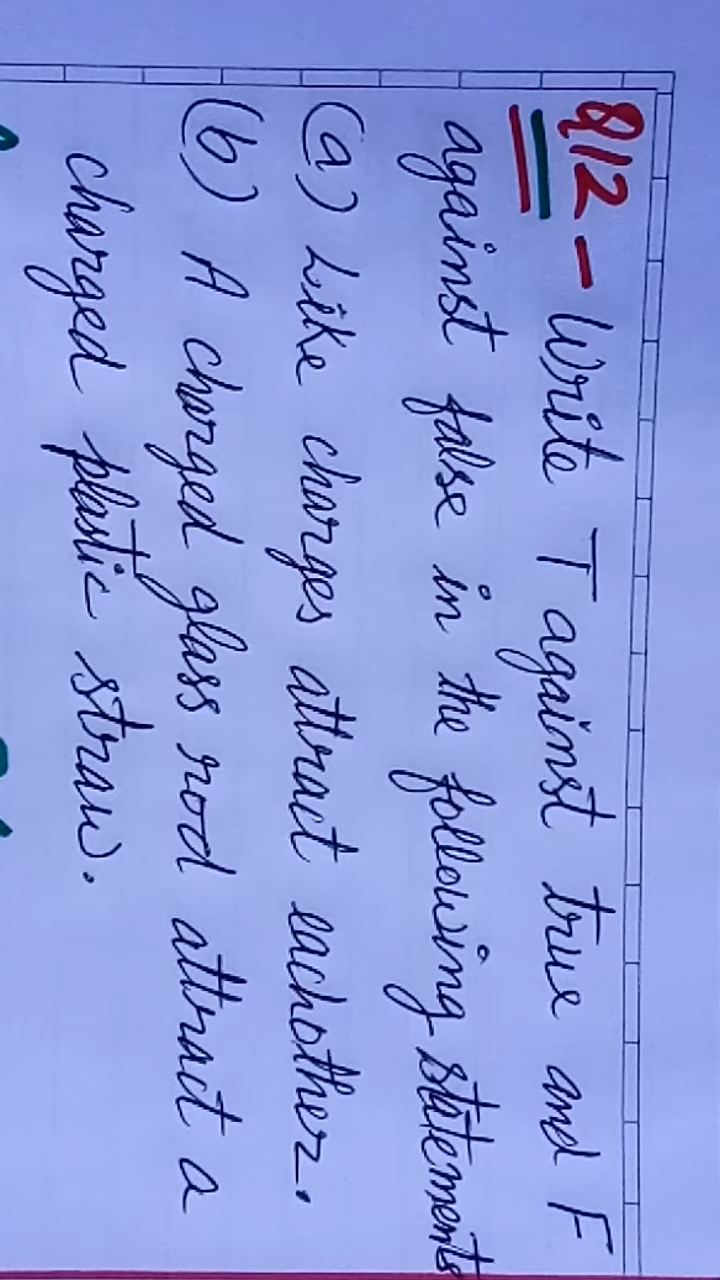 Q12- Write T against true and F
against false in the following statements
(a) Like charges attract eachother.
(b) A charged glass rod attract a
charged plastic straw.